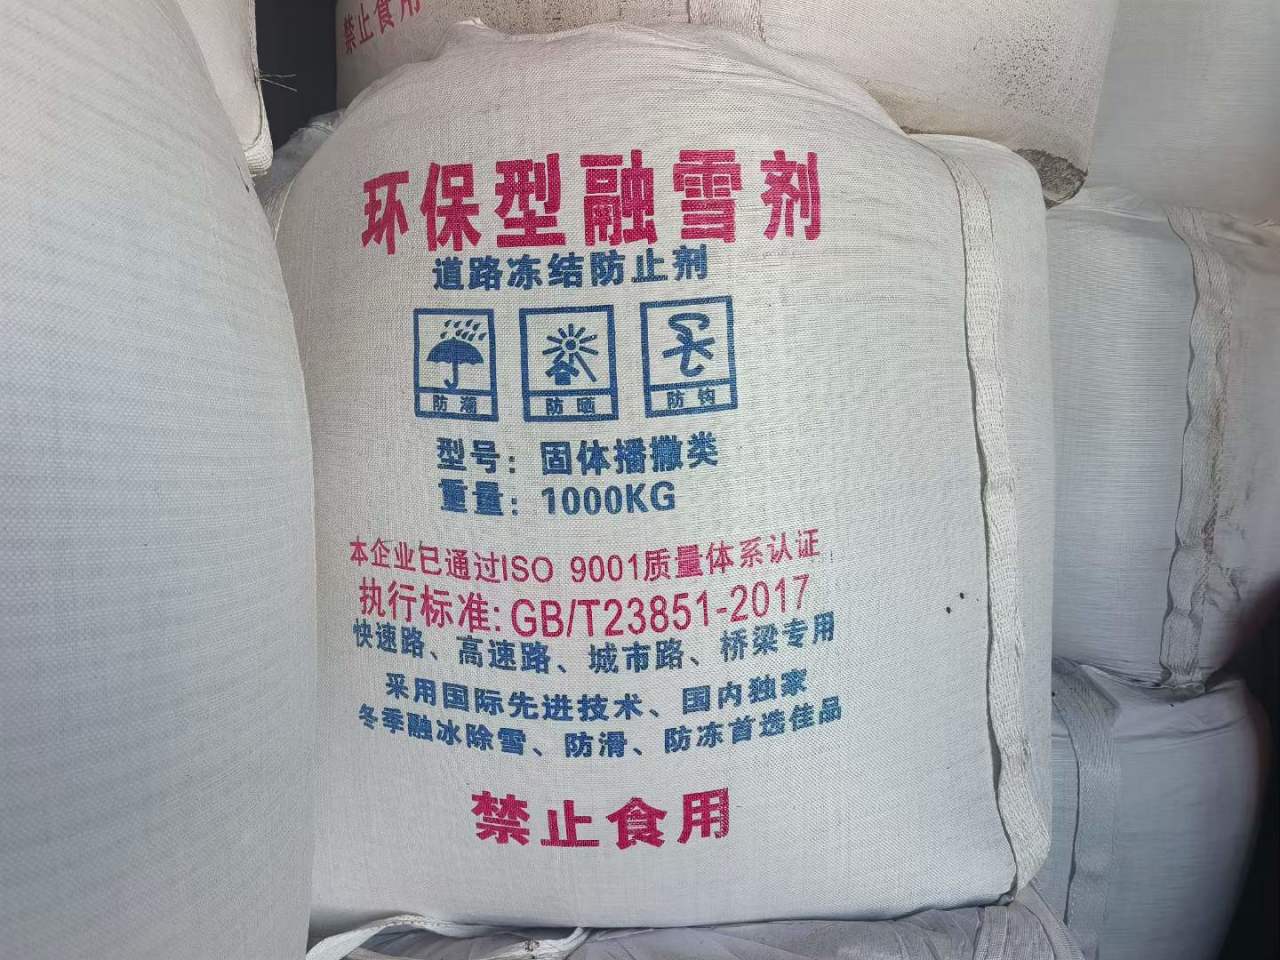 禁止食用
环保型融雪剂
道路冻结防止剂
防潮 防晒 防钩
型号：固体播撒类
重量：1000KG
本企业已通过ISO 9001质量体系认证
执行标准:GB/T23851-2017
快速路、高速路、城市路、桥梁专用
采用国际先进技术、国内独家
冬季融冰除雪、防滑、防冻首选佳品
禁止食用